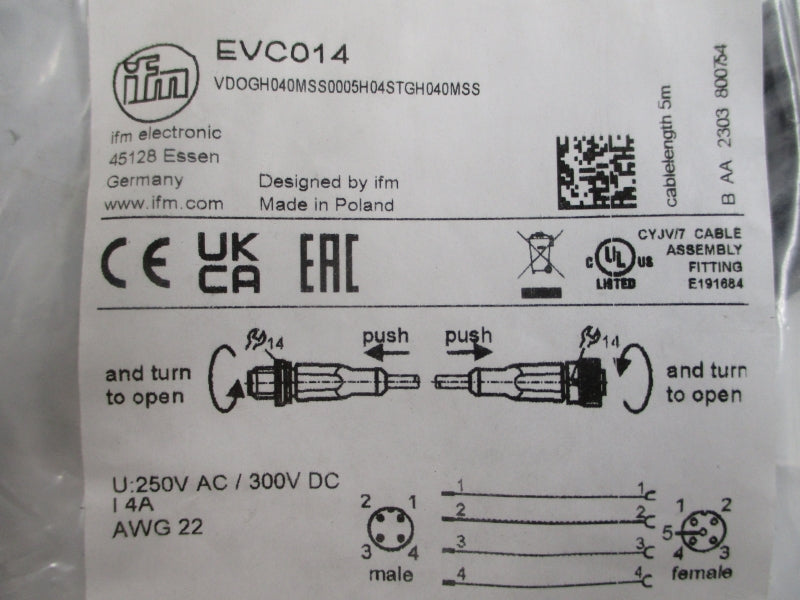 ifm
EVC014
VDOGH040MSS0005H04STGH040MSS
ifm electronic
45128 Essen
Germany
www.ifm.com
Designed by ifm
Made in Poland
cablelength 5m
B AA 2303 800754
CE
UK
CA
EAC
C UL US
LISTED
CYJV/7 CABLE
ASSEMBLY
FITTING
E191684
and turn
to open
14
push
push
14
and turn
to open
U:250V AC / 300V DC
I 4A
AWG 22
2 1
3 4
male
1 1
2 2
3 3
4 4
1 2
5
4 3
female